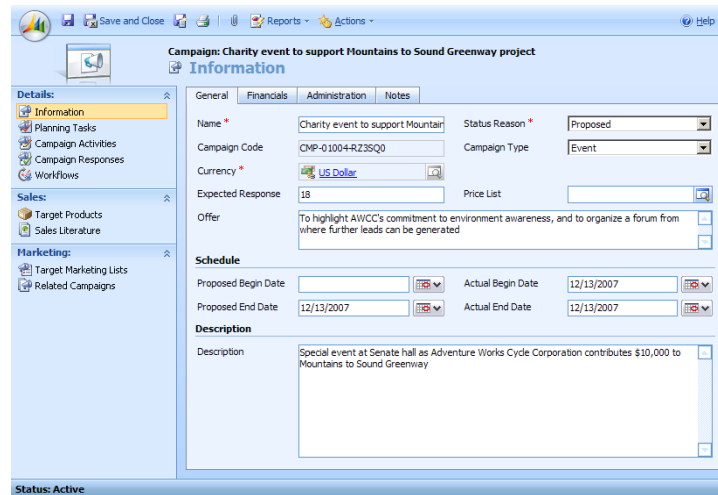 Save and Close Reports Actions Help
Campaign: Charity event to support Mountains to Sound Greenway project
Information
Details:
Information
Planning Tasks
Campaign Activities
Campaign Responses
Workflows
Sales:
Target Products
Sales Literature
Marketing:
Target Marketing Lists
Related Campaigns
General Financials Administration Notes
Name * Charity event to support Mountain Status Reason * Proposed
Campaign Code CMP-01004-RZ3SQ0 Campaign Type Event
Currency * US Dollar
Expected Response 18 Price List
Offer To highlight AWCC's commitment to environment awareness, and to organize a forum from
where further leads can be generated
Schedule
Proposed Begin Date Actual Begin Date 12/13/2007
Proposed End Date 12/13/2007 Actual End Date 12/13/2007
Description
Description Special event at Senate hall as Adventure Works Cycle Corporation contributes $10,000 to
Mountains to Sound Greenway
Status: Active